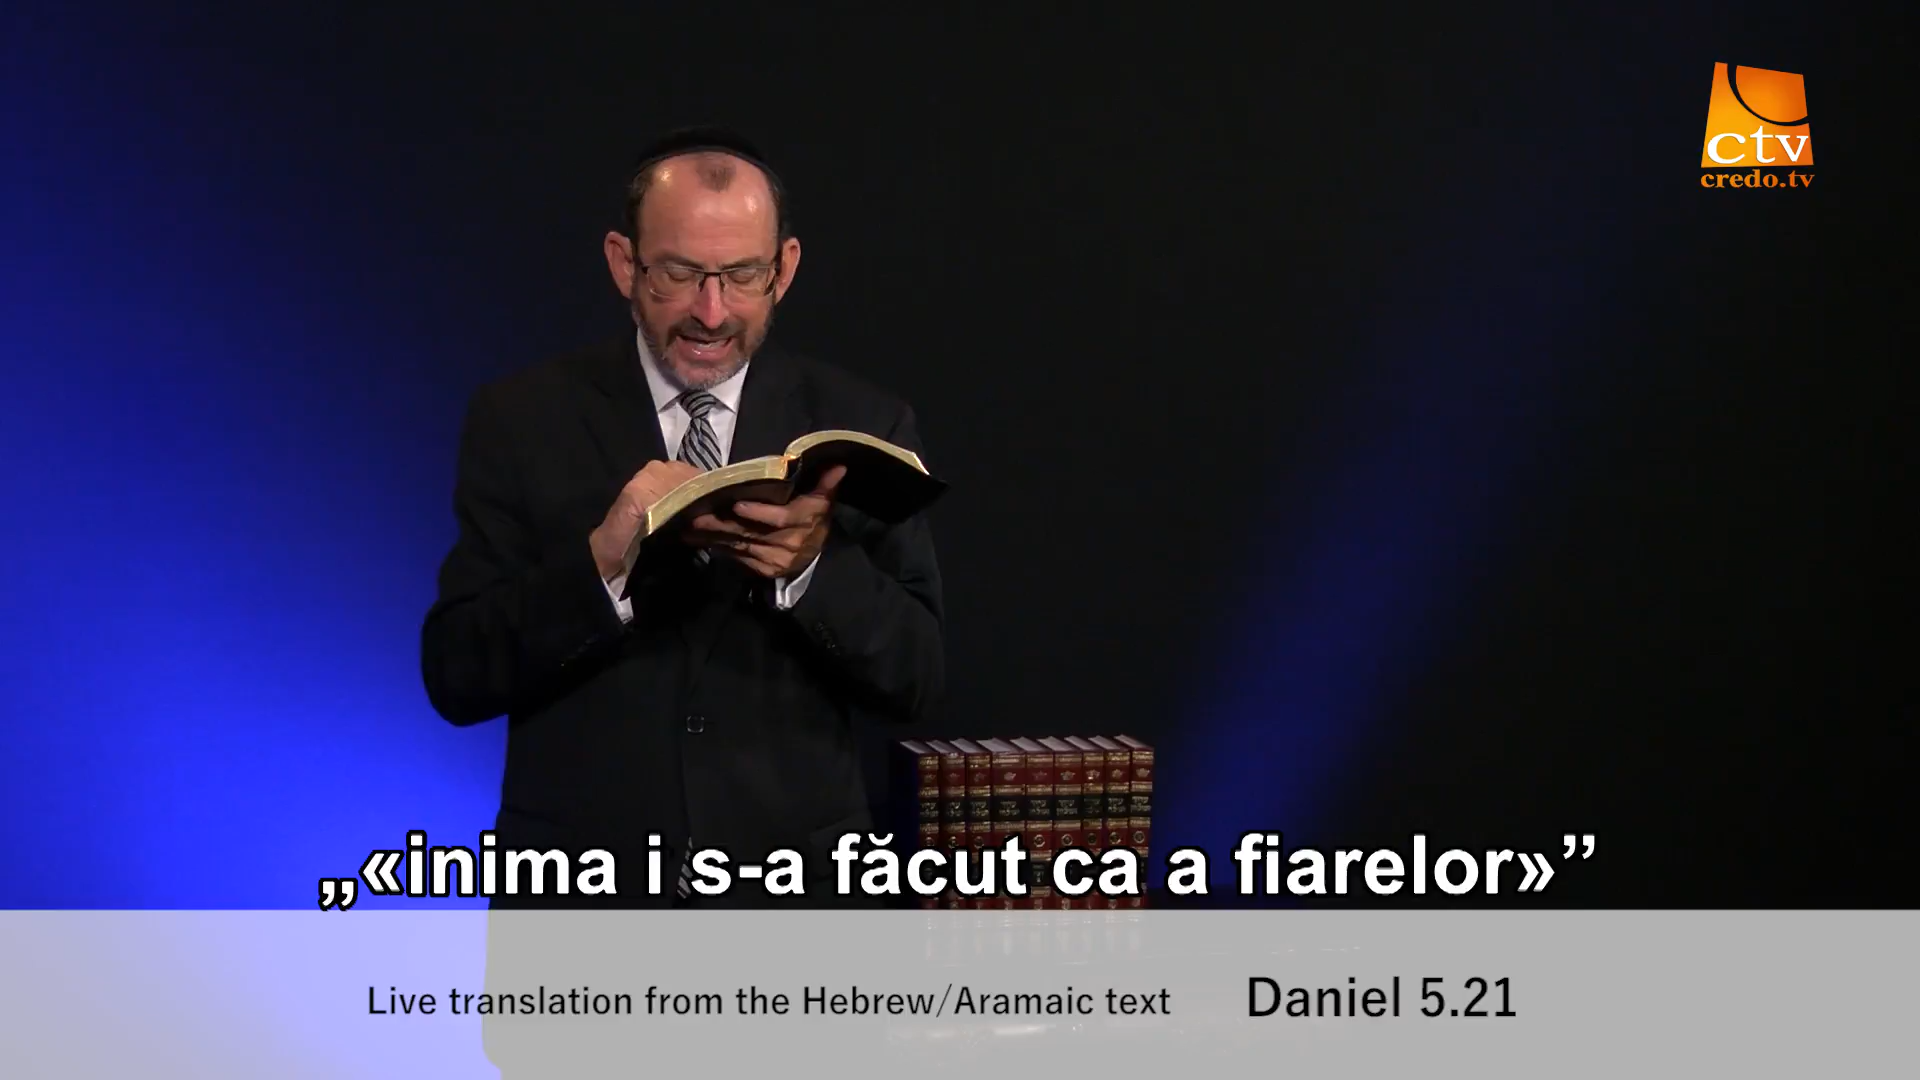 ctv
credo.tv
„«inima i s-a făcut ca a fiarelor»”
Live translation from the Hebrew/Aramaic text Daniel 5.21